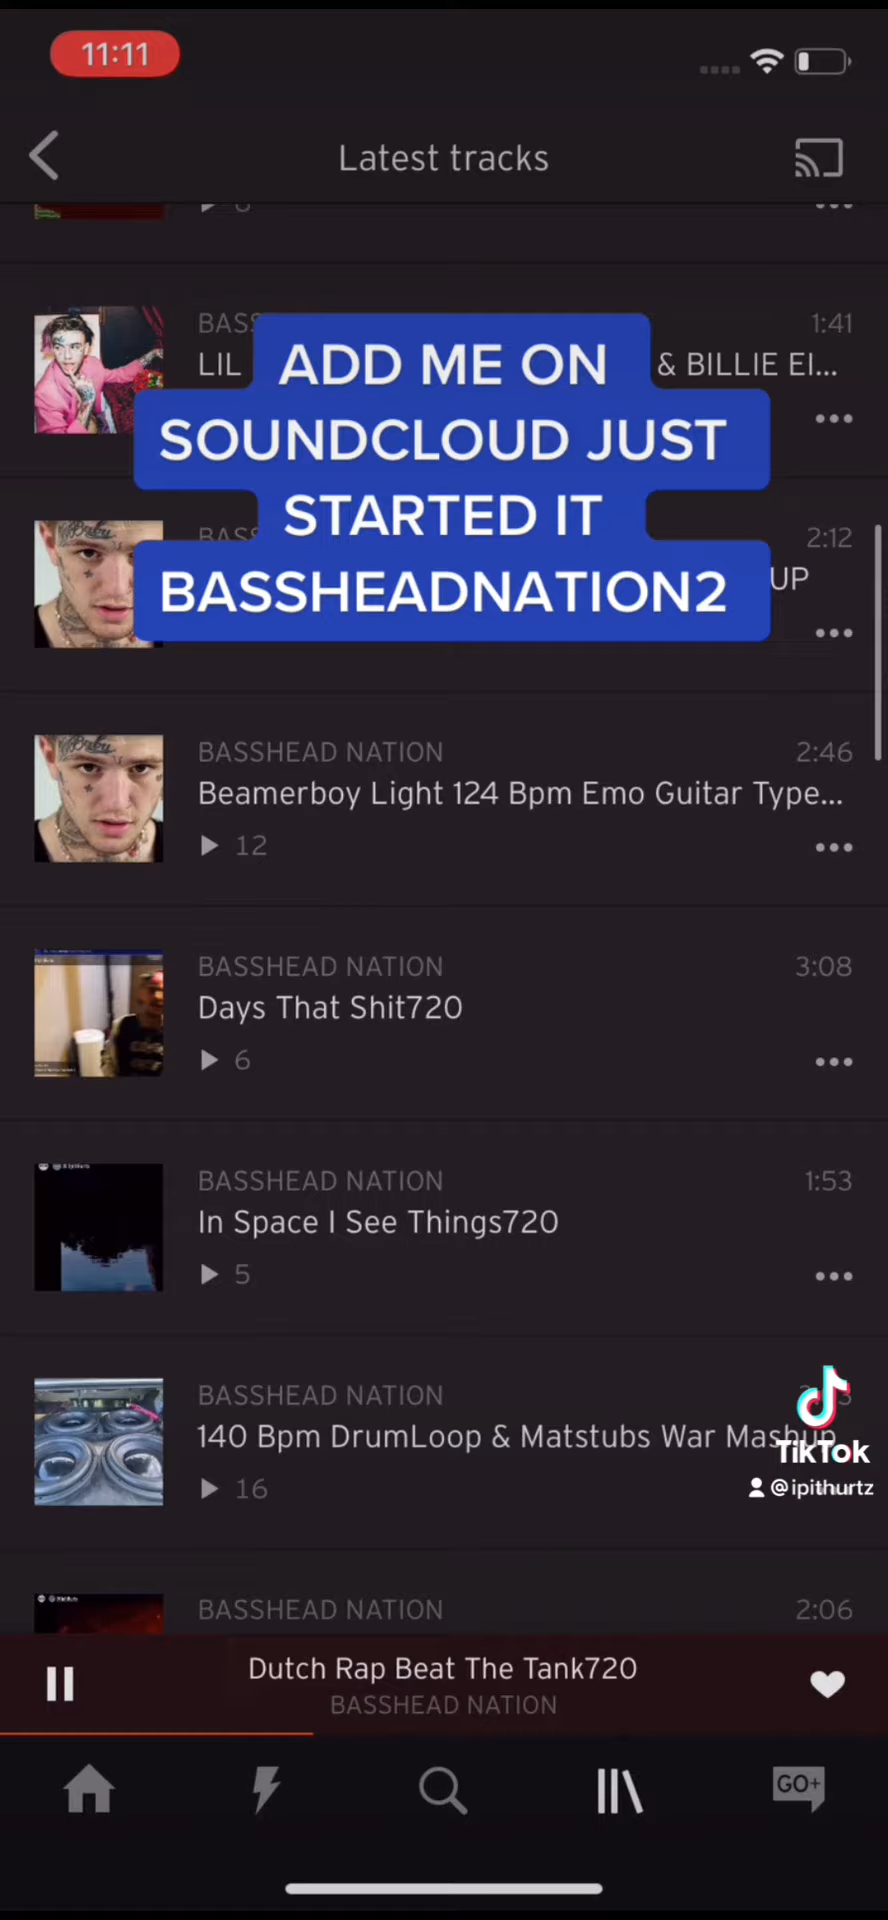 11:11
Latest tracks
BASS
1:41
LIL
& BILLIE EI...
ADD ME ON
SOUNDCLOUD JUST
STARTED IT
BASSHEADNATION2
BASS
2:12
UP
BASSHEAD NATION
2:46
Beamerboy Light 124 Bpm Emo Guitar Type...
12
BASSHEAD NATION
3:08
Days That Shit720
6
BASSHEAD NATION
1:53
In Space I See Things720
5
BASSHEAD NATION
140 Bpm DrumLoop & Matstubs War Mashup
TikTok
16
@ipithurtz
BASSHEAD NATION
2:06
Dutch Rap Beat The Tank720
BASSHEAD NATION
GO+